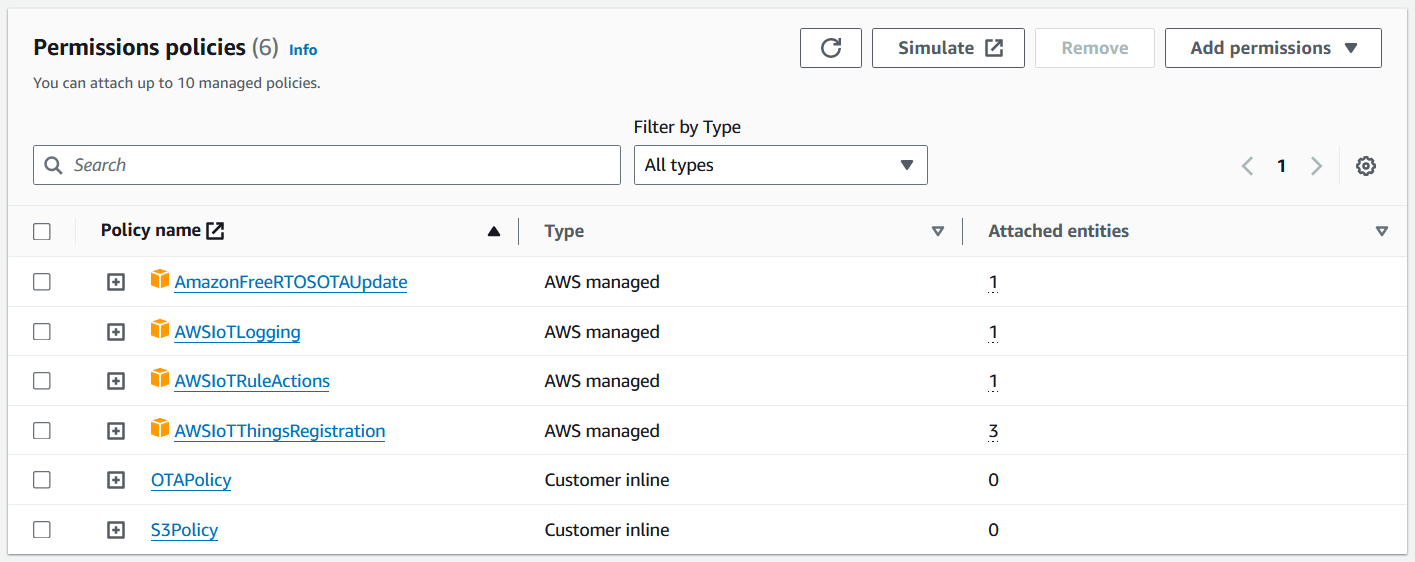 Permissions policies (6) Info
Simulate
Remove
Add permissions
You can attach up to 10 managed policies.
Filter by Type
Search
All types
1
Policy name
Type
Attached entities
AmazonFreeRTOSOTAUpdate AWS managed 1
AWSIoTLogging AWS managed 1
AWSIoTRuleActions AWS managed 1
AWSIoTThingsRegistration AWS managed 3
OTAPolicy Customer inline 0
S3Policy Customer inline 0